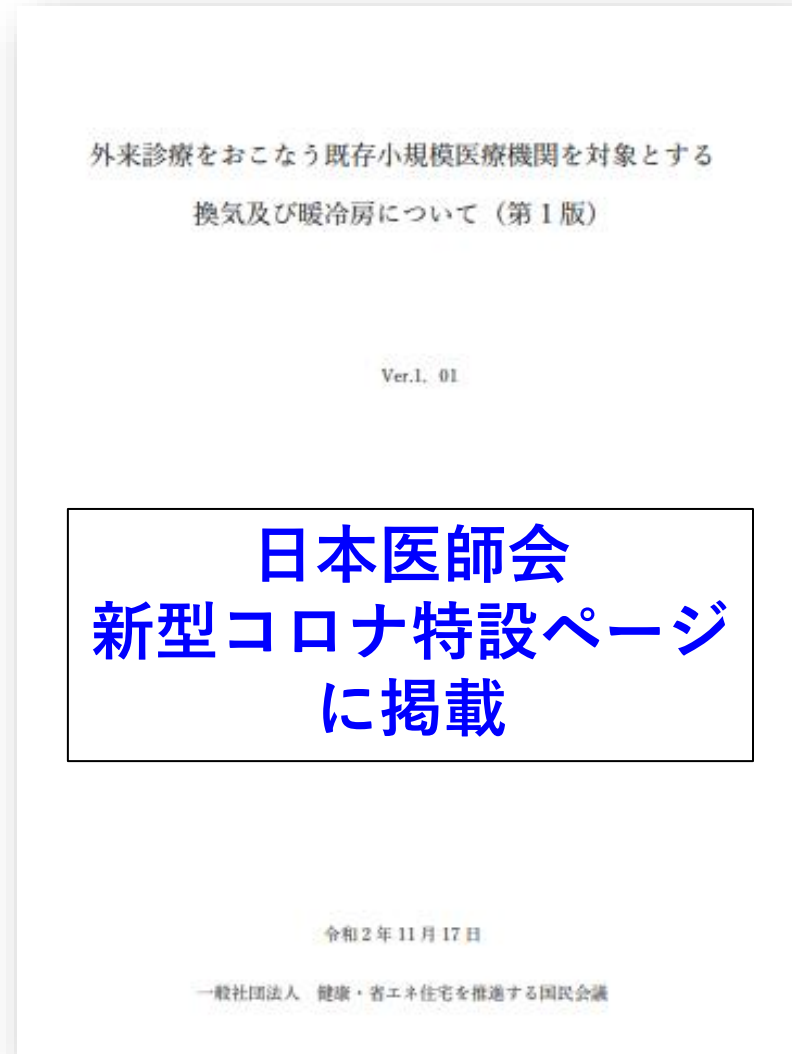 外来診療をおこなう既存小規模医療機関を対象とする
換気及び暖冷房について（第１版）
Ver.1．01
日本医師会
新型コロナ特設ページ
に掲載
令和２年 11 月 17 日
一般社団法人　健康・省エネ住宅を推進する国民会議